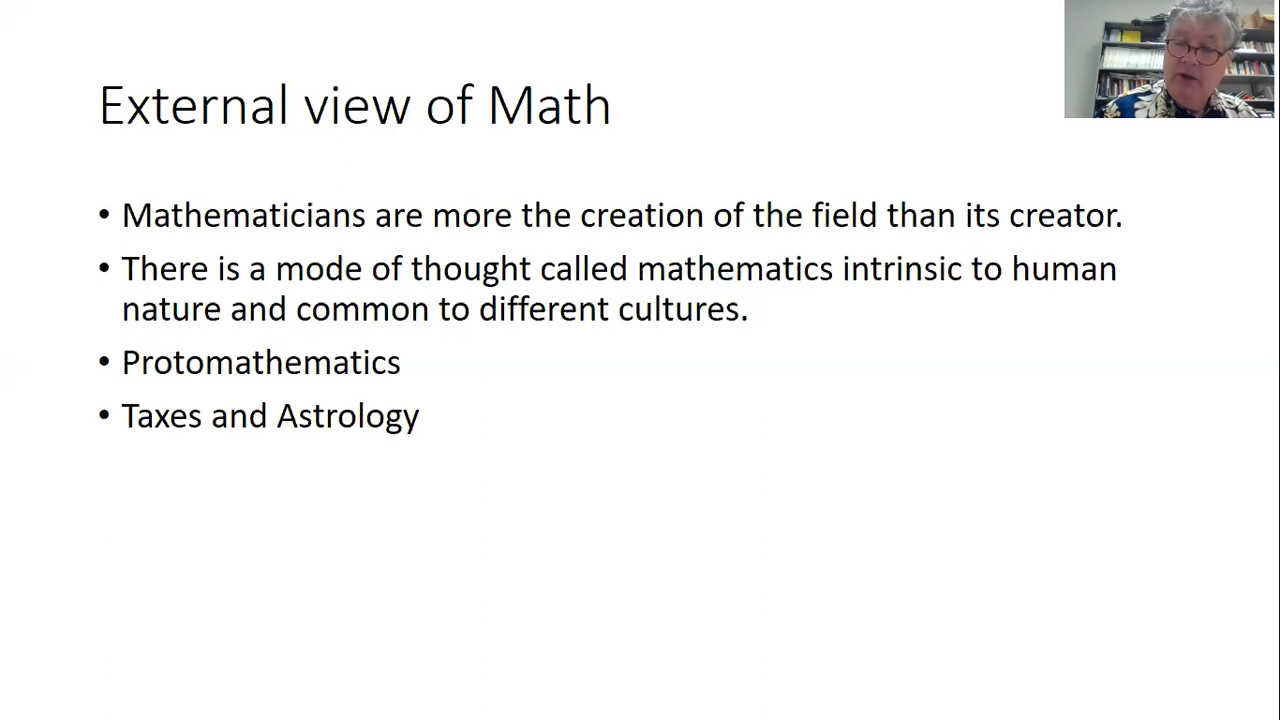 External view of Math
• Mathematicians are more the creation of the field than its creator.
• There is a mode of thought called mathematics intrinsic to human
nature and common to different cultures.
• Protomathematics
• Taxes and Astrology